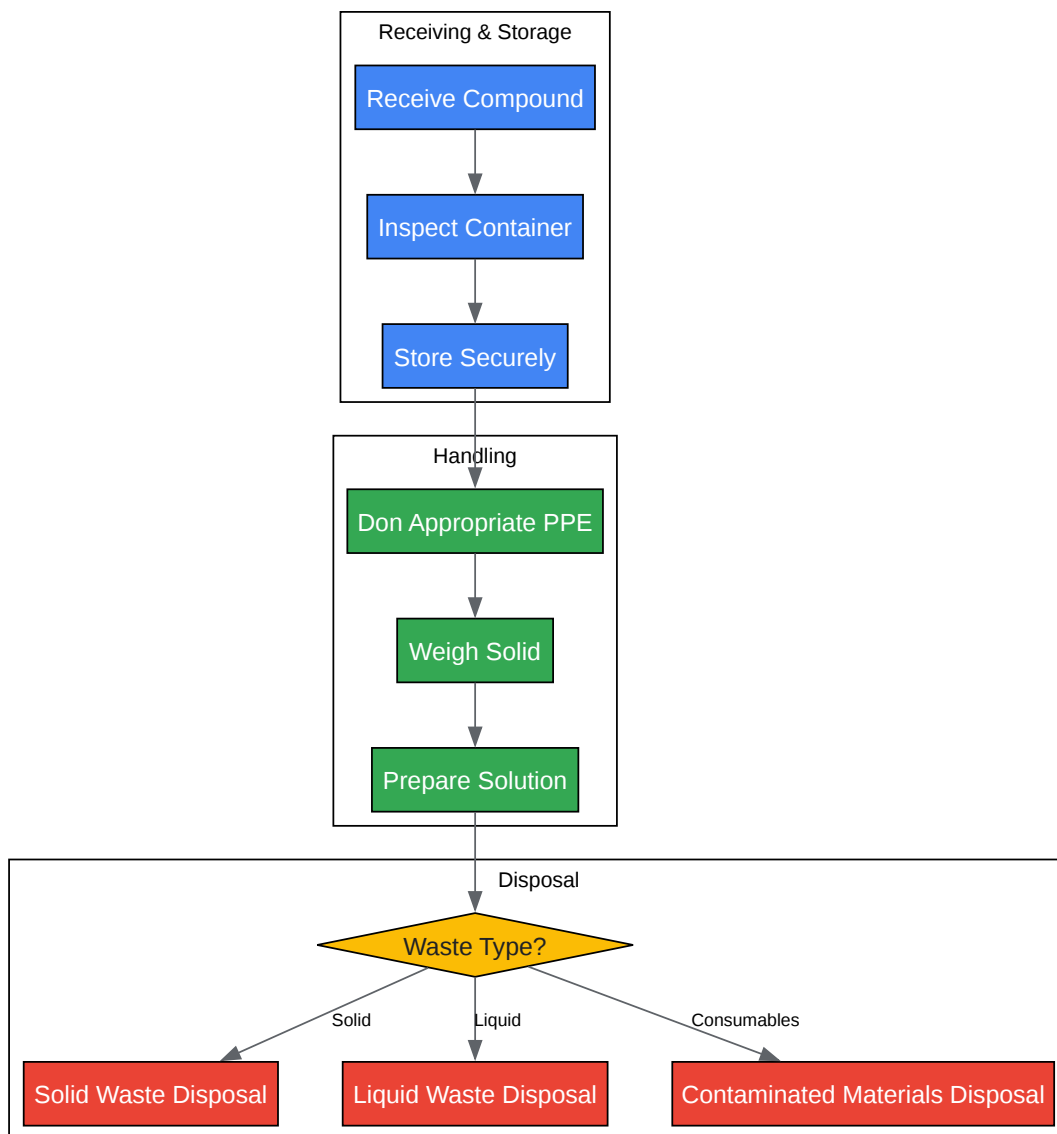 Receiving & Storage
Receive Compound
Inspect Container
Store Securely
Handling
Don Appropriate PPE
Weigh Solid
Prepare Solution
Disposal
Waste Type?
Solid
Liquid
Consumables
Solid Waste Disposal
Liquid Waste Disposal
Contaminated Materials Disposal